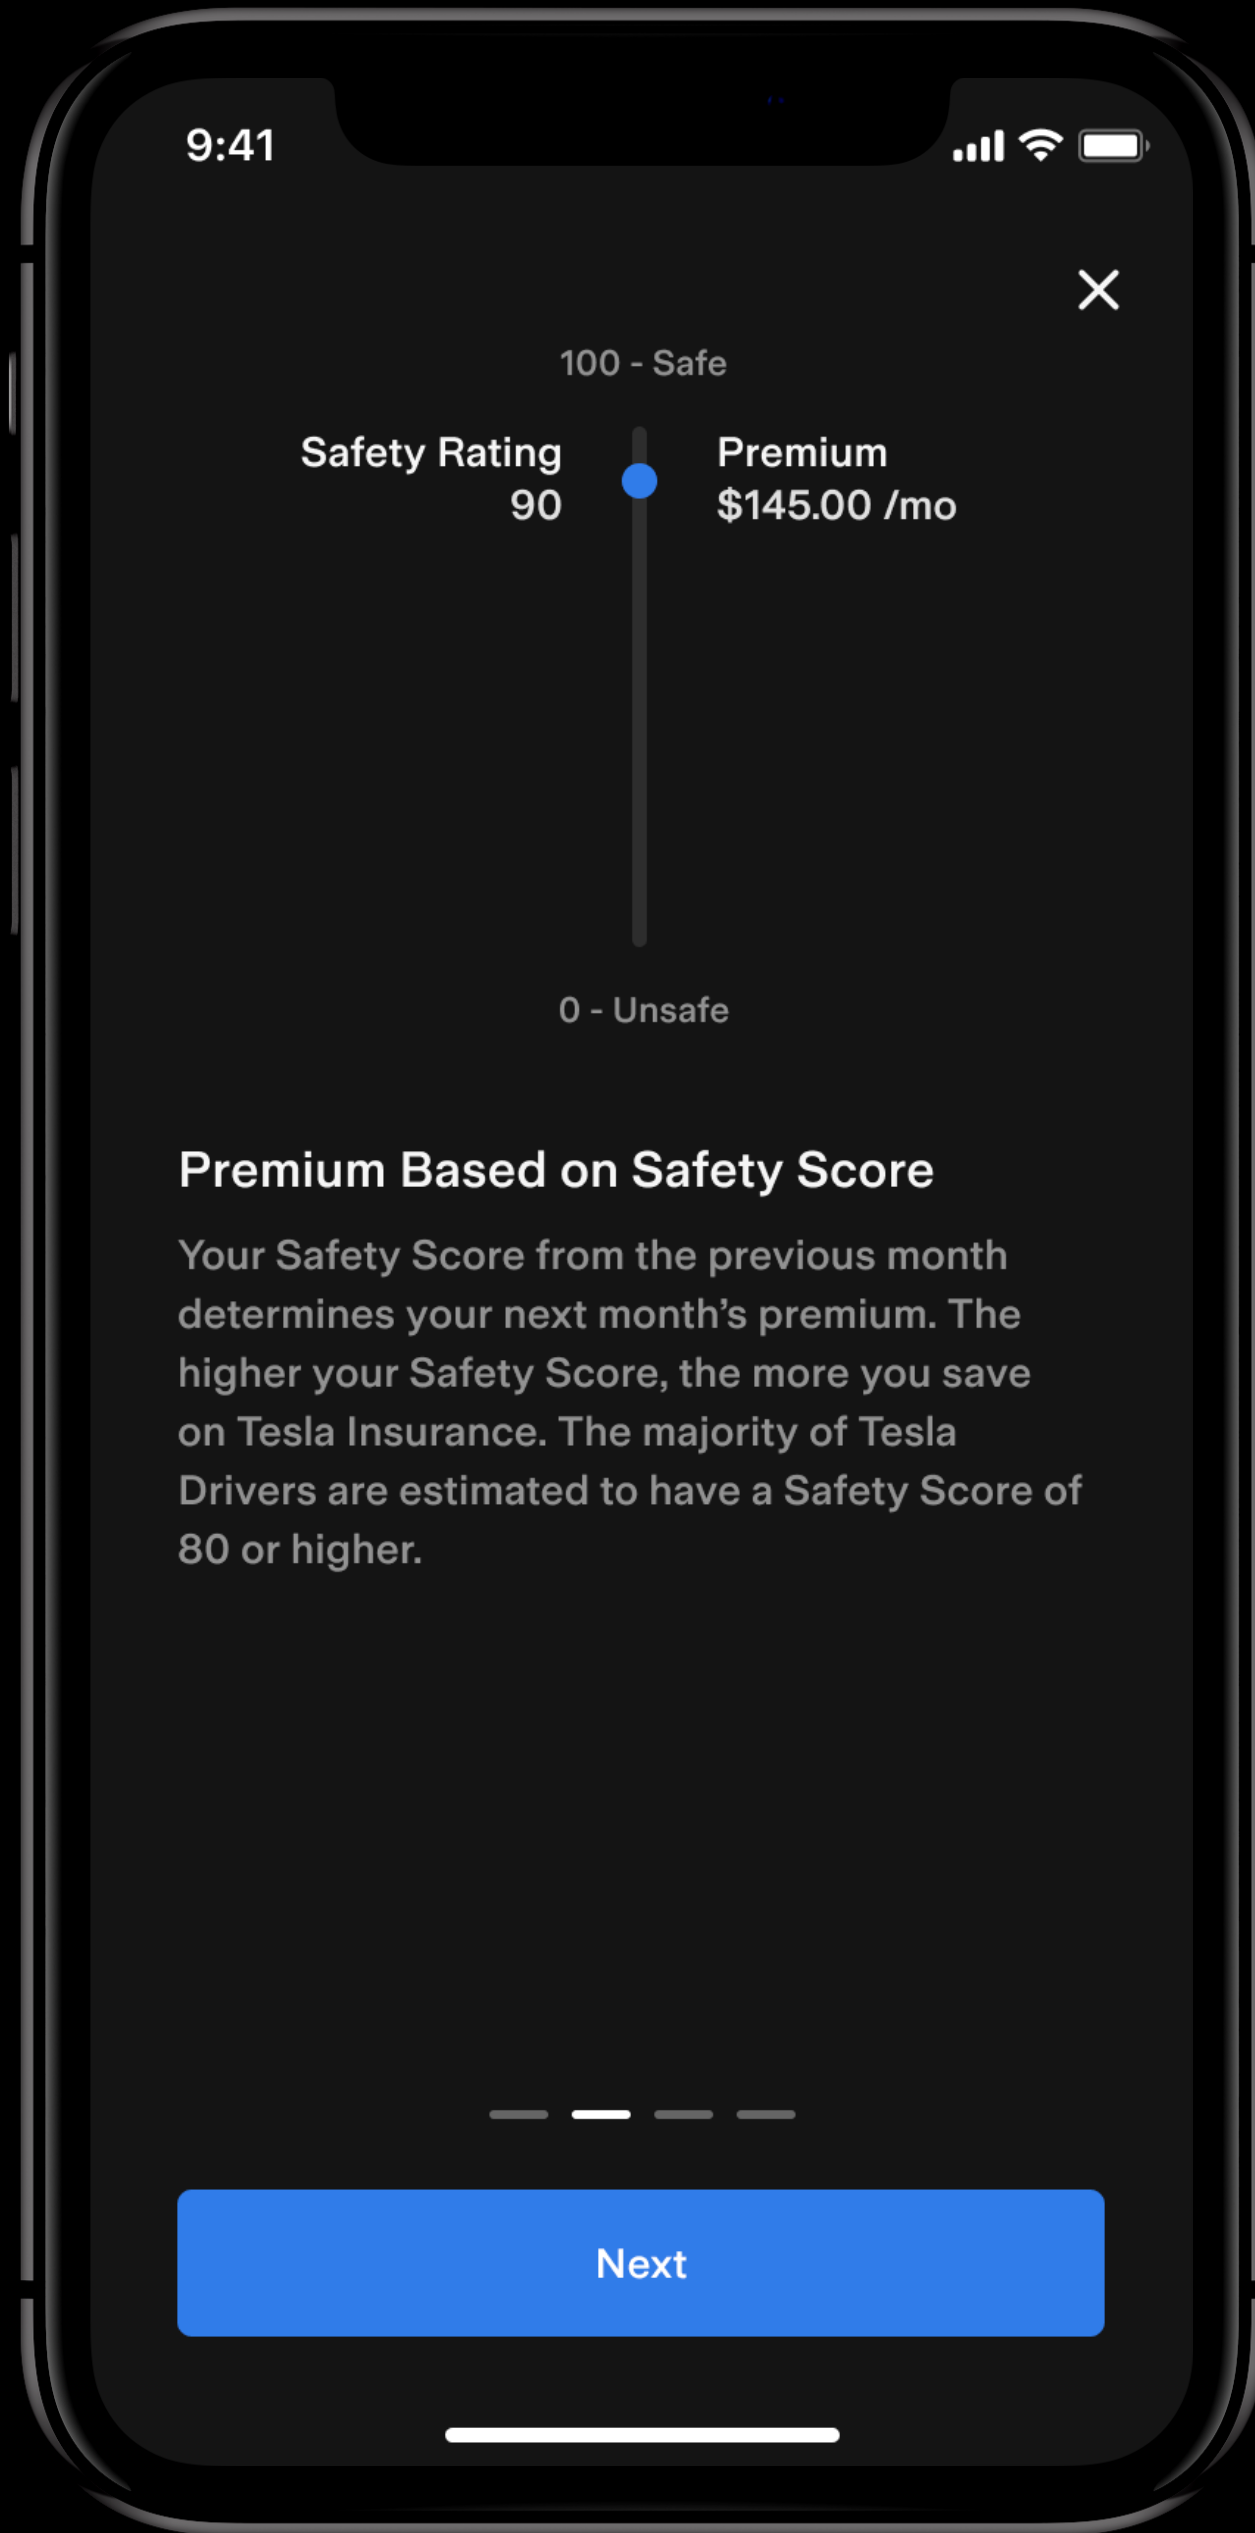 9:41
100 - Safe
Safety Rating
90
Premium
$145.00 /mo
0 - Unsafe
Premium Based on Safety Score
Your Safety Score from the previous month
determines your next month’s premium. The
higher your Safety Score, the more you save
on Tesla Insurance. The majority of Tesla
Drivers are estimated to have a Safety Score of
80 or higher.
Next